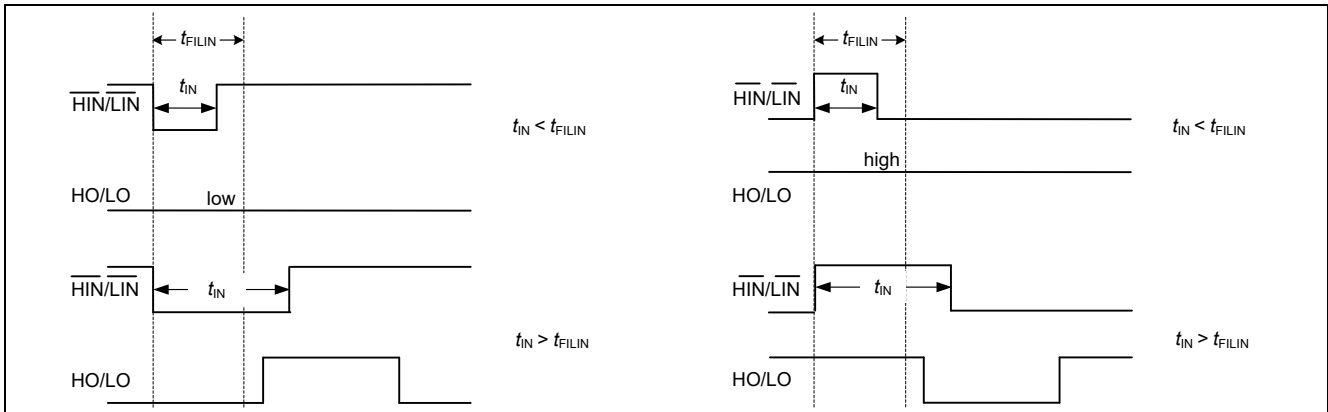 tFILIN
HIN/LIN
tIN
tIN < tFILIN
HO/LO
low
HIN/LIN
tIN
tIN > tFILIN
HO/LO
tFILIN
HIN/LIN
tIN
tIN < tFILIN
high
HO/LO
HIN/LIN
tIN
tIN > tFILIN
HO/LO